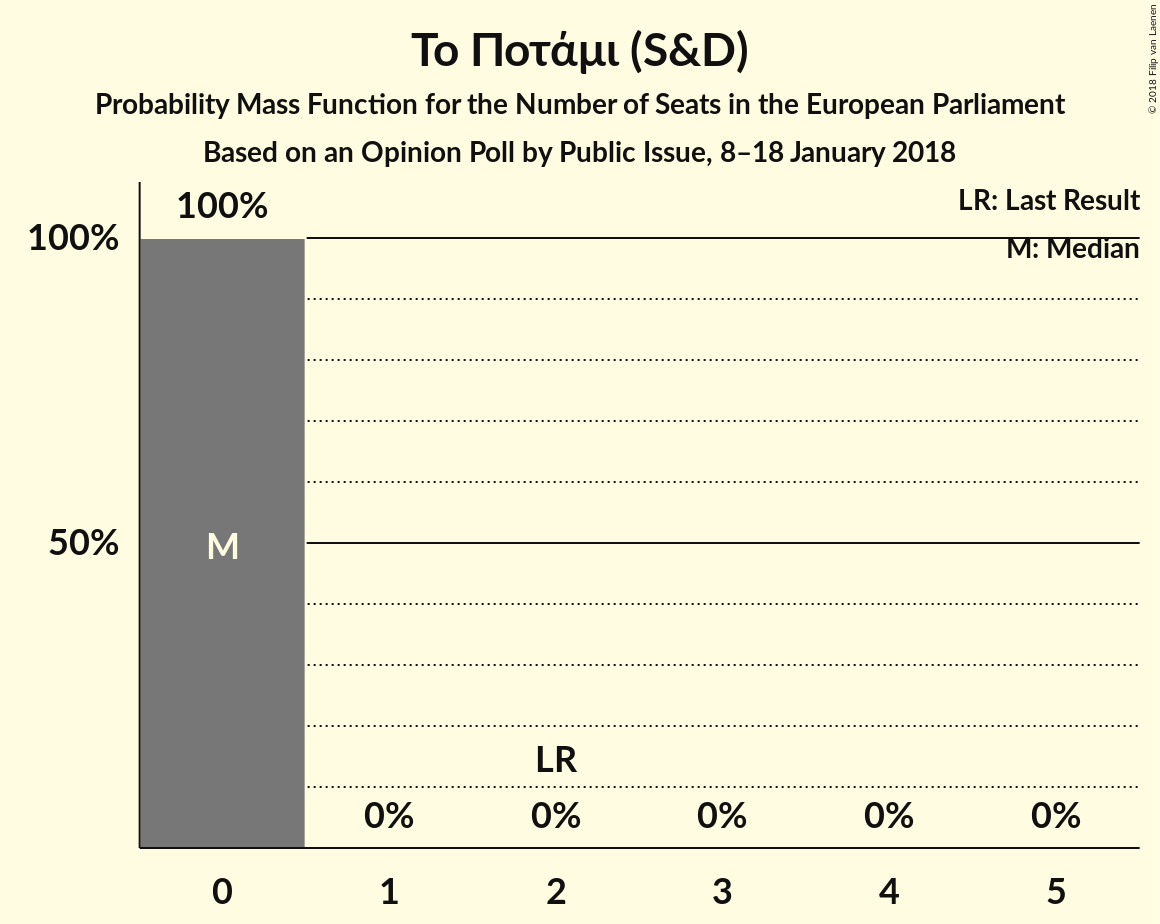 Το Ποτάμι (S&D)
Probability Mass Function for the Number of Seats in the European Parliament
Based on an Opinion Poll by Public Issue, 8–18 January 2018
© 2018 Filip van Laenen
LR: Last Result
M: Median
100%
100%
50%
M
LR
0% 0% 0% 0% 0%
0 1 2 3 4 5